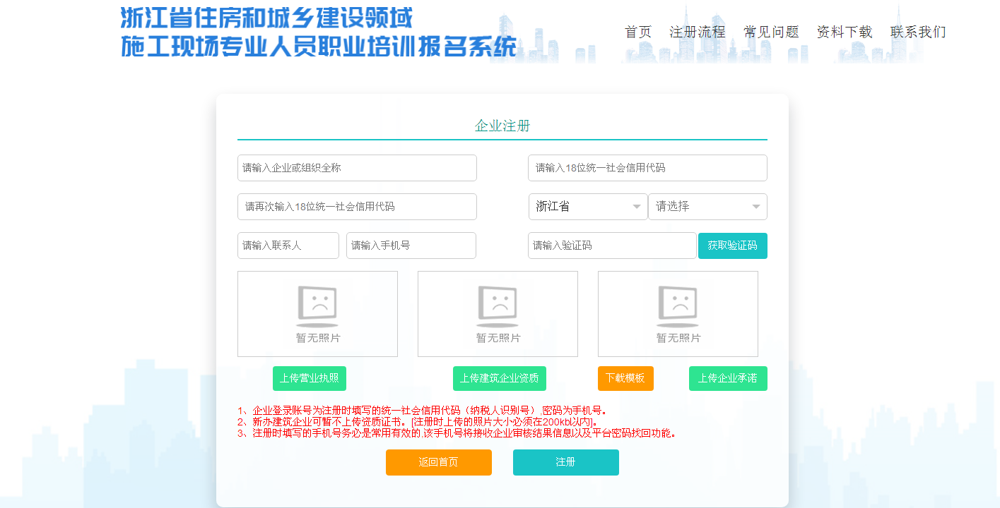 浙江省住房和城乡建设领域
施工现场专业人员职业培训报名系统
首页 注册流程 常见问题 资料下载 联系我们
企业注册
请输入企业或组织全称 请输入18位统一社会信用代码
请再次输入18位统一社会信用代码 浙江省 请选择
请输入联系人 请输入手机号 请输入验证码 获取验证码
暂无照片 暂无照片 暂无照片
上传营业执照 上传建筑企业资质 下载模板 上传企业承诺
1、企业登录账号为注册时填写的统一社会信用代码（纳税人识别号）,密码为手机号。
2、新办建筑企业可暂不上传资质证书。[注册时上传的照片大小必须在200kb以内]。
3、注册时填写的手机号务必是常用有效的,该手机号将接收企业审核结果信息以及平台密码找回功能。
返回首页 注册